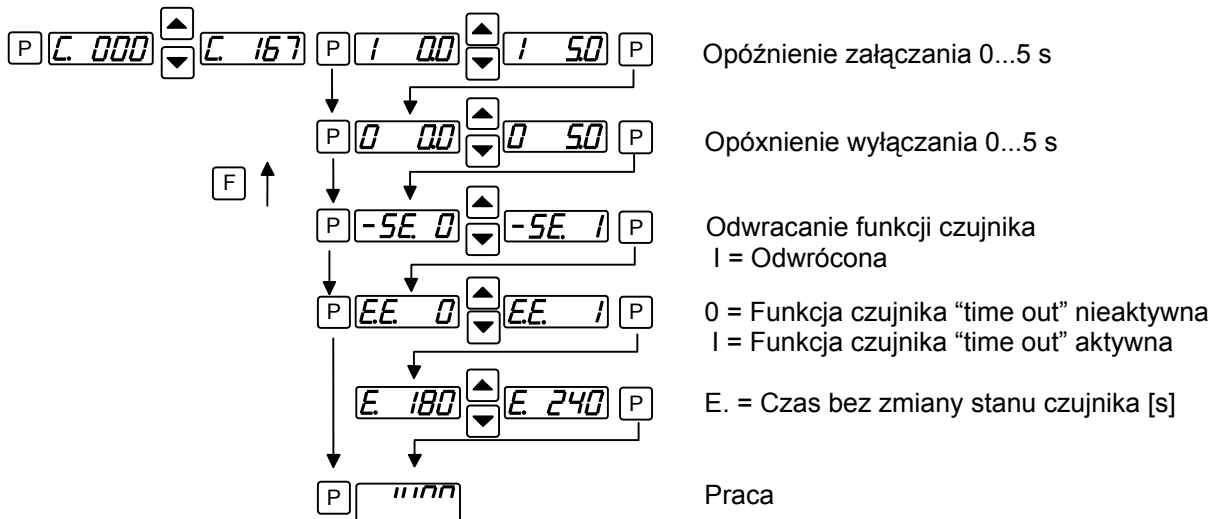 P C. 000 C. 167 P I 0.0 I 5.0 P Opóźnienie załączania 0...5 s
P 0 0.0 0 5.0 P Opóxnienie wyłączania 0...5 s
F
P -SE. 0 -SE. 1 P Odwracanie funkcji czujnika
I = Odwrócona
P E.E. 0 E.E. 1 P 0 = Funkcja czujnika “time out” nieaktywna
I = Funkcja czujnika “time out” aktywna
E. 180 E. 240 P E. = Czas bez zmiany stanu czujnika [s]
P Praca